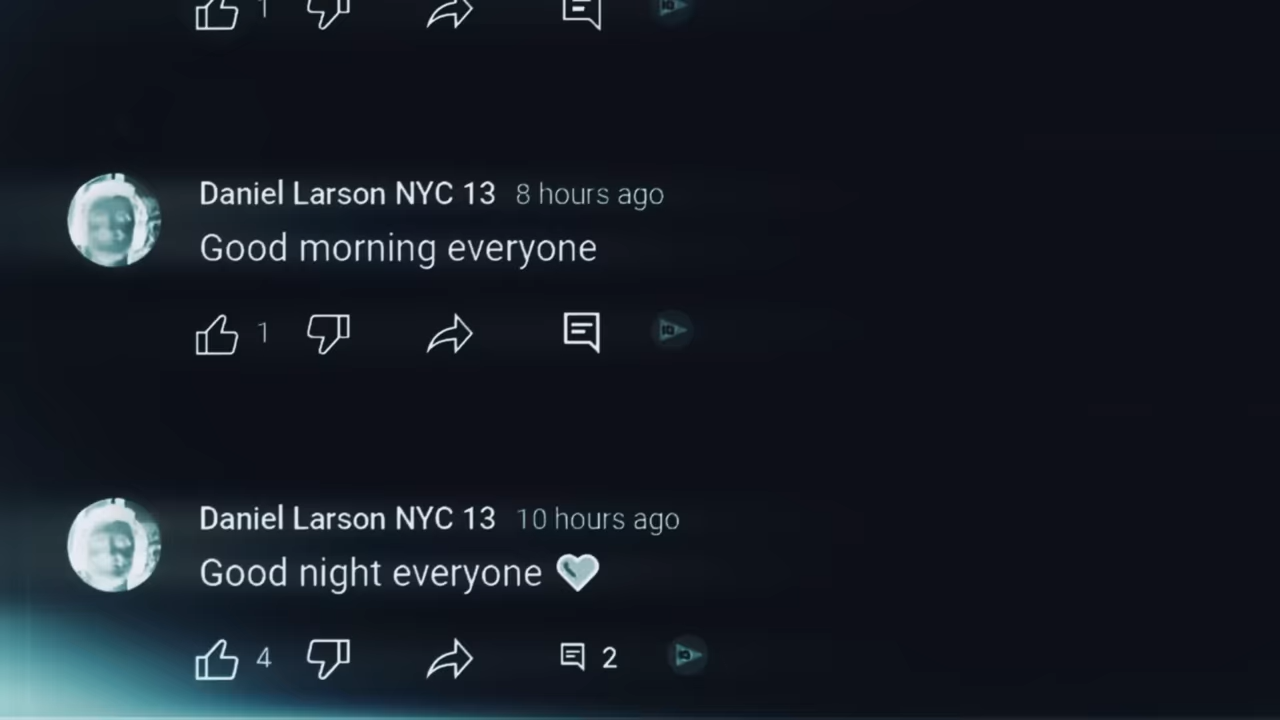 1
Daniel Larson NYC 13 8 hours ago
Good morning everyone
1
Daniel Larson NYC 13 10 hours ago
Good night everyone
4 2